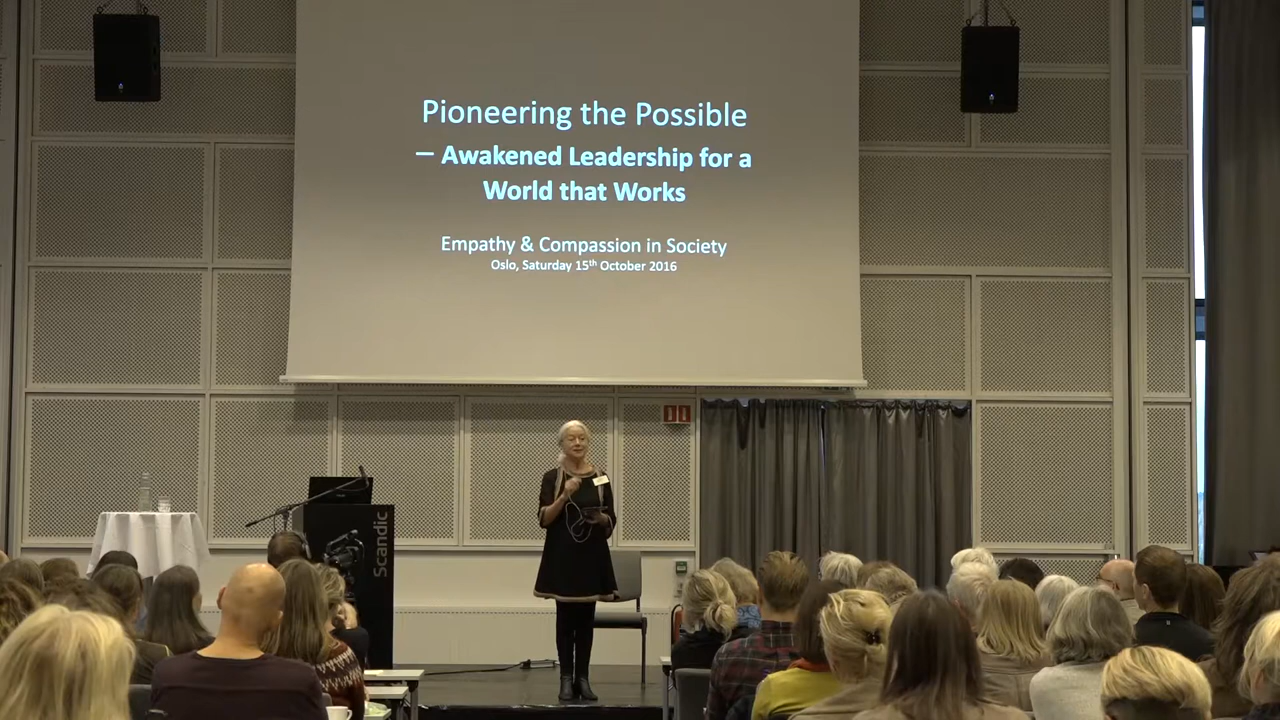 Pioneering the Possible
– Awakened Leadership for a
World that Works
Empathy & Compassion in Society
Oslo, Saturday 15th October 2016
Scandic